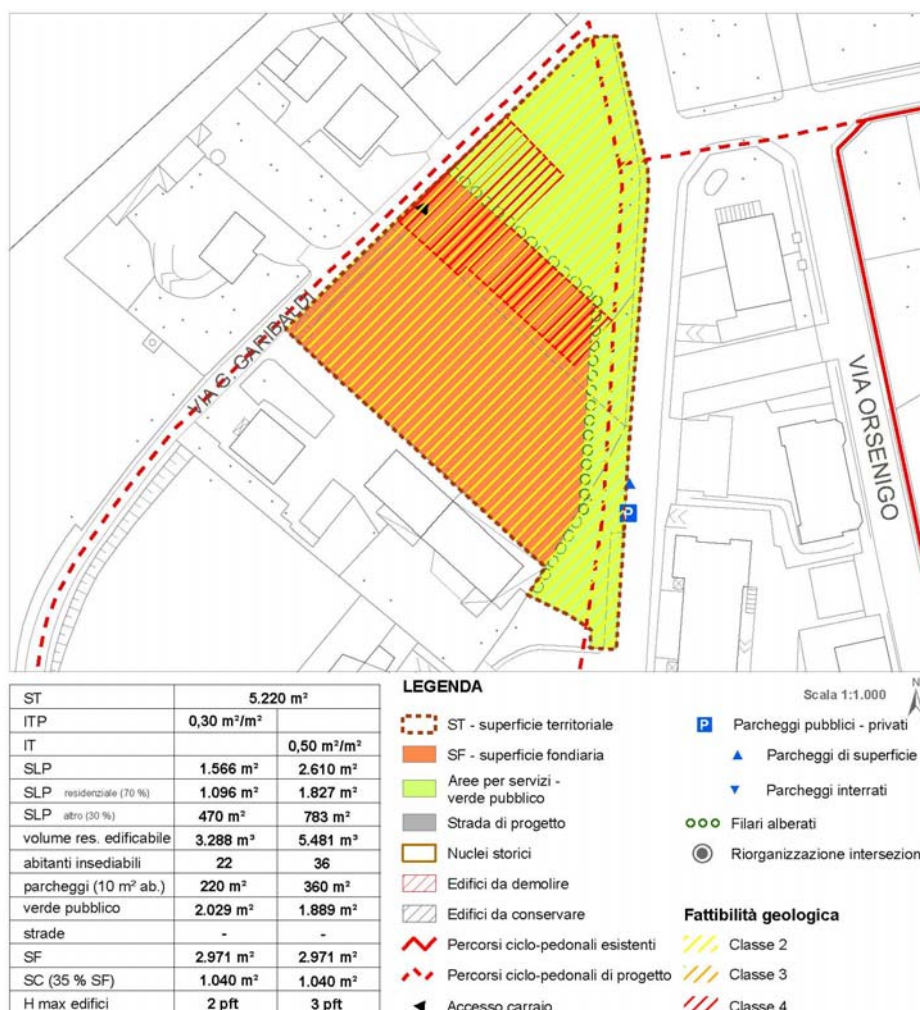 VIA G. GARIBALDI
VIA ORSENIGO
P
ST 5.220 m²
ITP 0,30 m²/m²
IT 0,50 m²/m²
SLP 1.566 m² 2.610 m²
SLP residenziale (70 %) 1.096 m² 1.827 m²
SLP altro (30 %) 470 m² 783 m²
volume res. edificabile 3.288 m³ 5.481 m³
abitanti insediabili 22 36
parcheggi (10 m² ab.) 220 m² 360 m²
verde pubblico 2.029 m² 1.889 m²
strade - -
SF 2.971 m² 2.971 m²
SC (35 % SF) 1.040 m² 1.040 m²
H max edifici 2 pft 3 pft
LEGENDA
ST - superficie territoriale
SF - superficie fondiaria
Aree per servizi -
verde pubblico
Strada di progetto
Nuclei storici
Edifici da demolire
Edifici da conservare
Percorsi ciclo-pedonali esistenti
Percorsi ciclo-pedonali di progetto
Accesso carraio
Scala 1:1.000
N
P Parcheggi pubblici - privati
Parcheggi di superficie
Parcheggi interrati
Filari alberati
Riorganizzazione intersezion
Fattibilità geologica
Classe 2
Classe 3
Classe 4